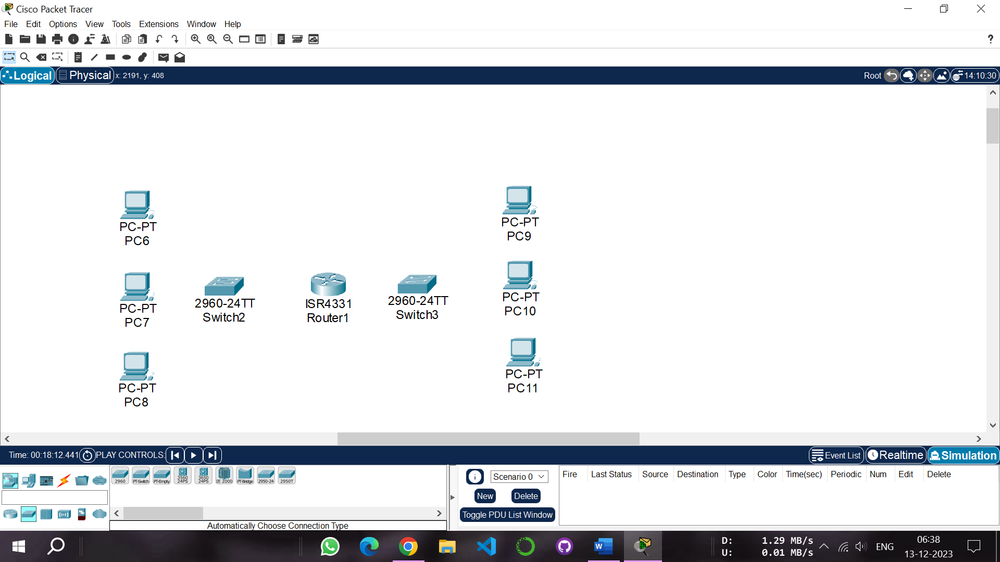 Cisco Packet Tracer
File Edit Options View Tools Extensions Window Help
?
Logical Physical x: 2191, y: 408 Root 14:10:30
PC-PT
PC6
PC-PT
PC9
PC-PT
PC7
2960-24TT
Switch2
ISR4331
Router1
2960-24TT
Switch3
PC-PT
PC10
PC-PT
PC8
PC-PT
PC11
Time: 00:18:12.441 PLAY CONTROLS: Event List Realtime Simulation
2960 PT-Switch PT-Empty 3560 24PS 3650 24PS IE 2000 PT-Bridge 2950-24 2950T
Automatically Choose Connection Type
Scenario 0
New Delete
Toggle PDU List Window
Fire Last Status Source Destination Type Color Time(sec) Periodic Num Edit Delete
D: 1.29 MB/s
U: 0.01 MB/s
ENG
06:38
13-12-2023